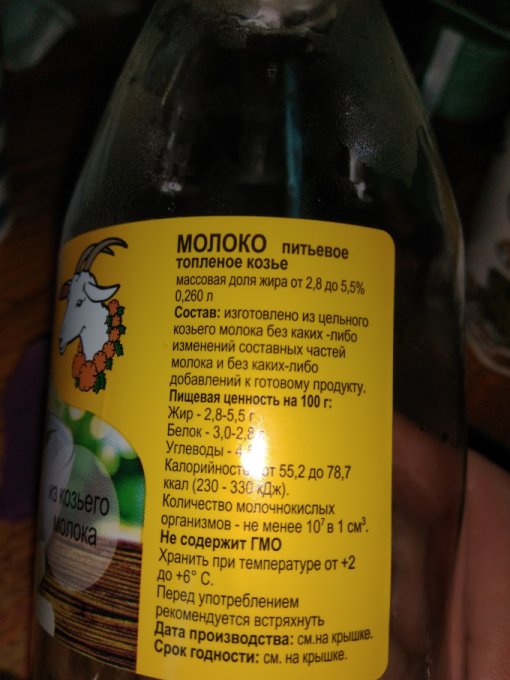 МОЛОКО питьевое
топленое козье
массовая доля жира от 2,8 до 5,5%
0,260 л
Состав: изготовлено из цельного
козьего молока без каких -либо
изменений составных частей
молока и без каких-либо
добавлений к готовому продукту.
Пищевая ценность на 100 г:
Жир - 2,8-5,5 г
Белок - 3,0-2,8
Углеводы - 4
Калорийность от 55,2 до 78,7
ккал (230 - 330 кДж).
Количество молочнокислых
организмов - не менее 10⁷ в 1 см³.
Не содержит ГМО
Хранить при температуре от +2
до +6° С.
Перед употреблением
рекомендуется встряхнуть
Дата производства: см.на крышке.
Срок годности: см. на крышке.
из козьего
молока